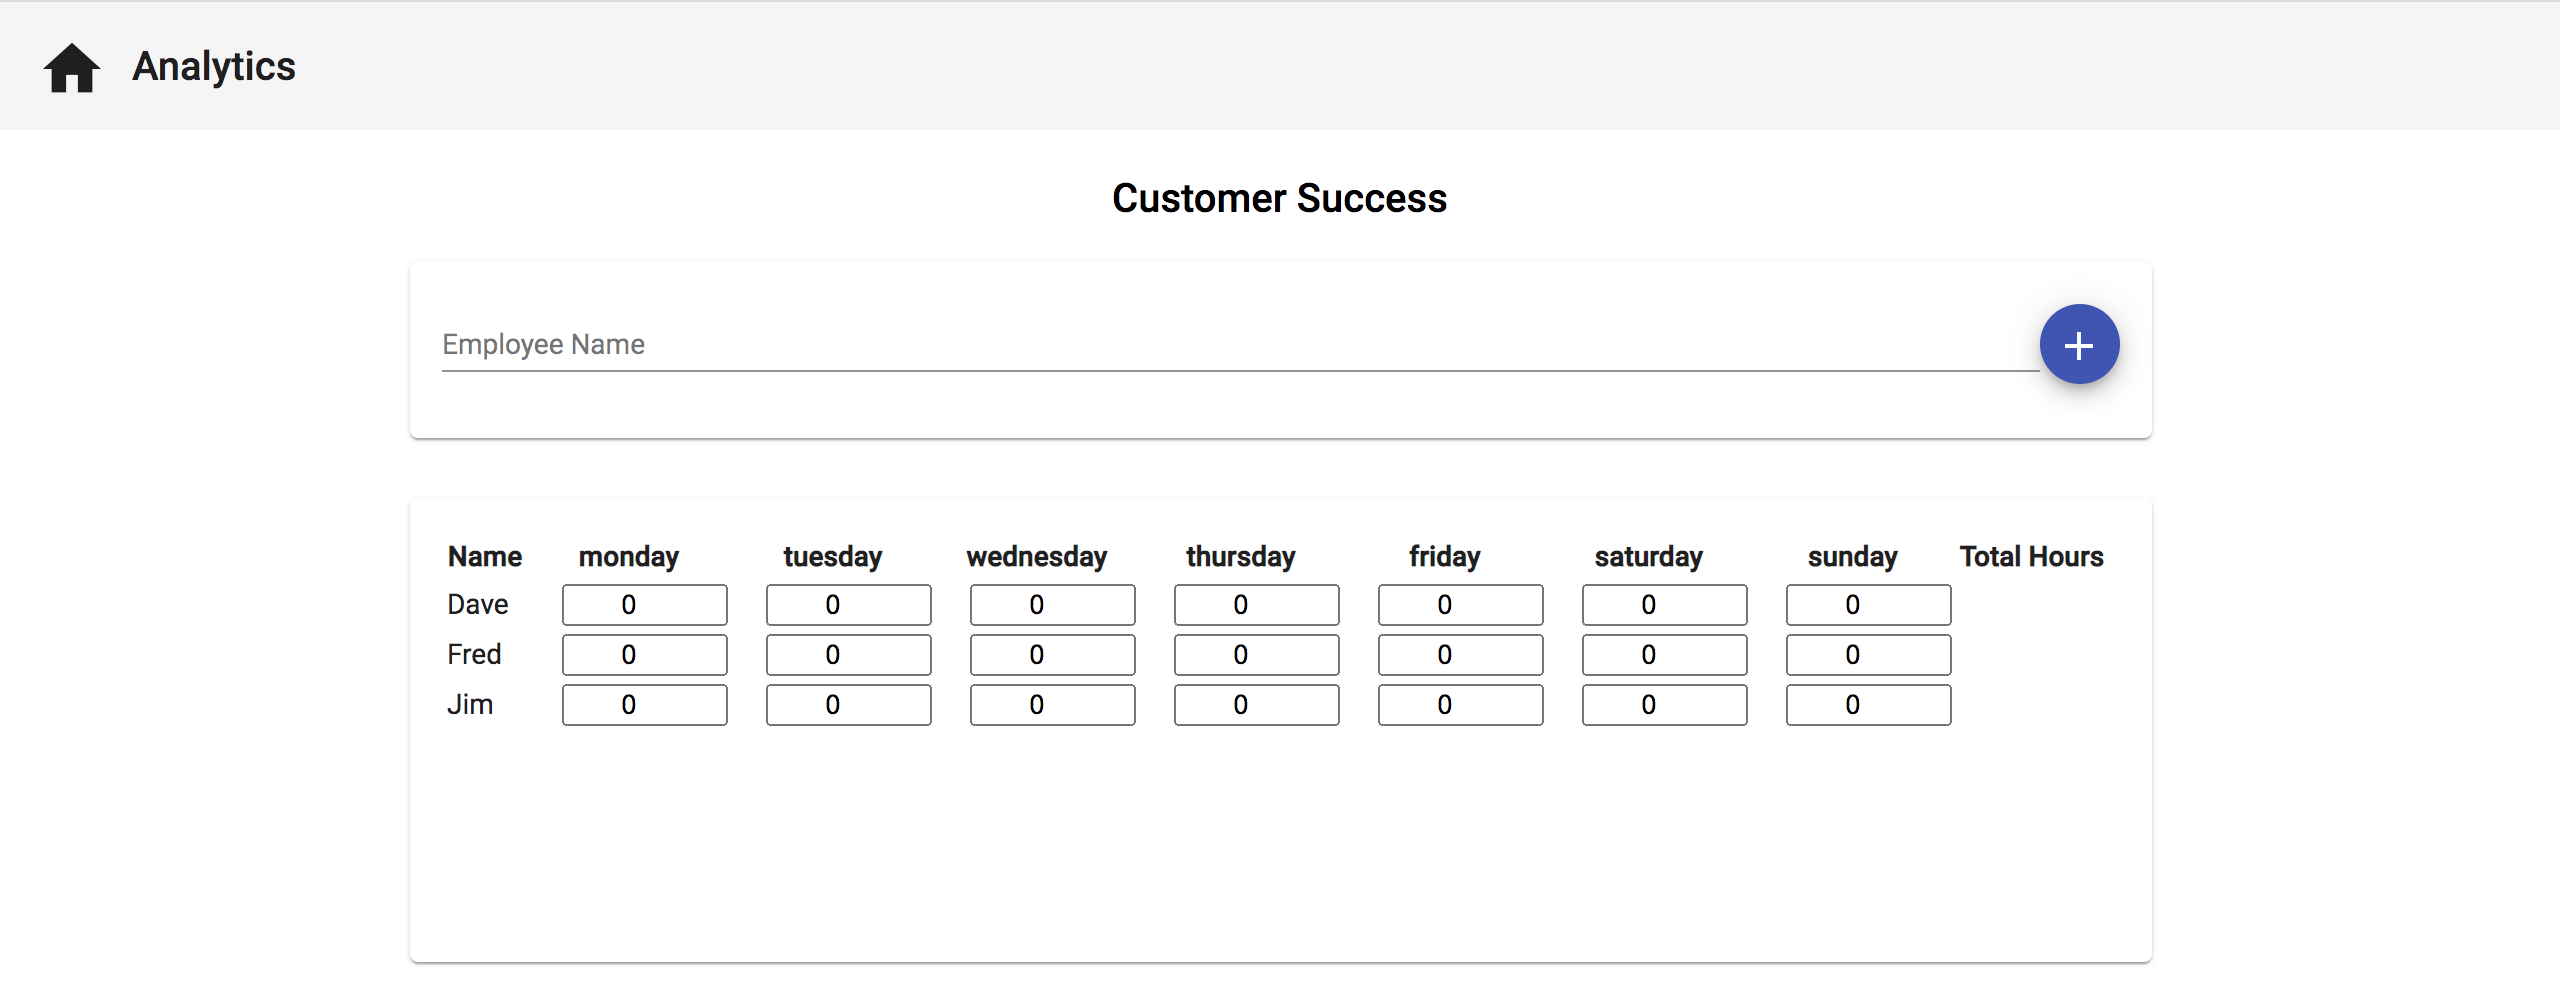 Analytics
Customer Success
Employee Name
+
Name monday tuesday wednesday thursday friday saturday sunday Total Hours
Dave 0 0 0 0 0 0 0
Fred 0 0 0 0 0 0 0
Jim 0 0 0 0 0 0 0